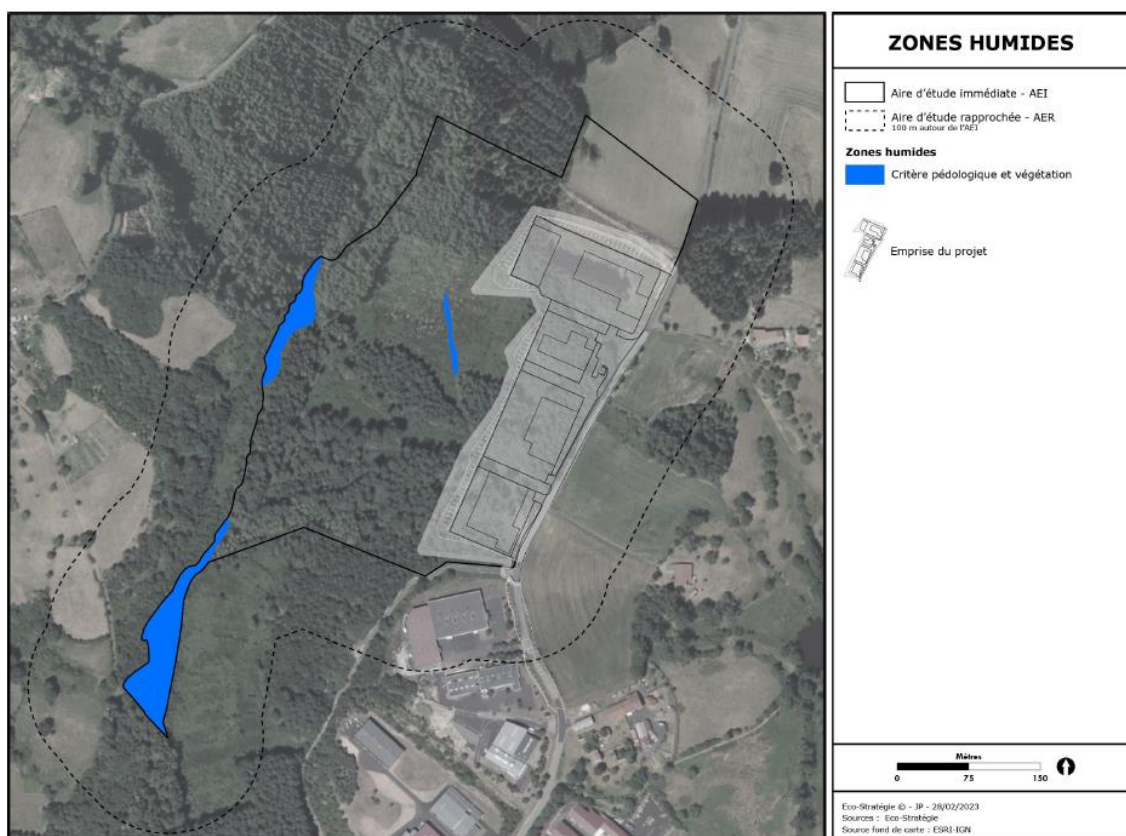 ZONES HUMIDES
Aire d'étude immédiate - AEI
Aire d'étude rapprochée - AER
100 m autour de l'AEI
Zones humides
Critère pédologique et végétation
Emprise du projet
Mètres
0 75 150
Eco-Stratégie © - JP - 28/02/2023
Sources : Eco-Stratégie
Source fond de carte : ESRI-IGN